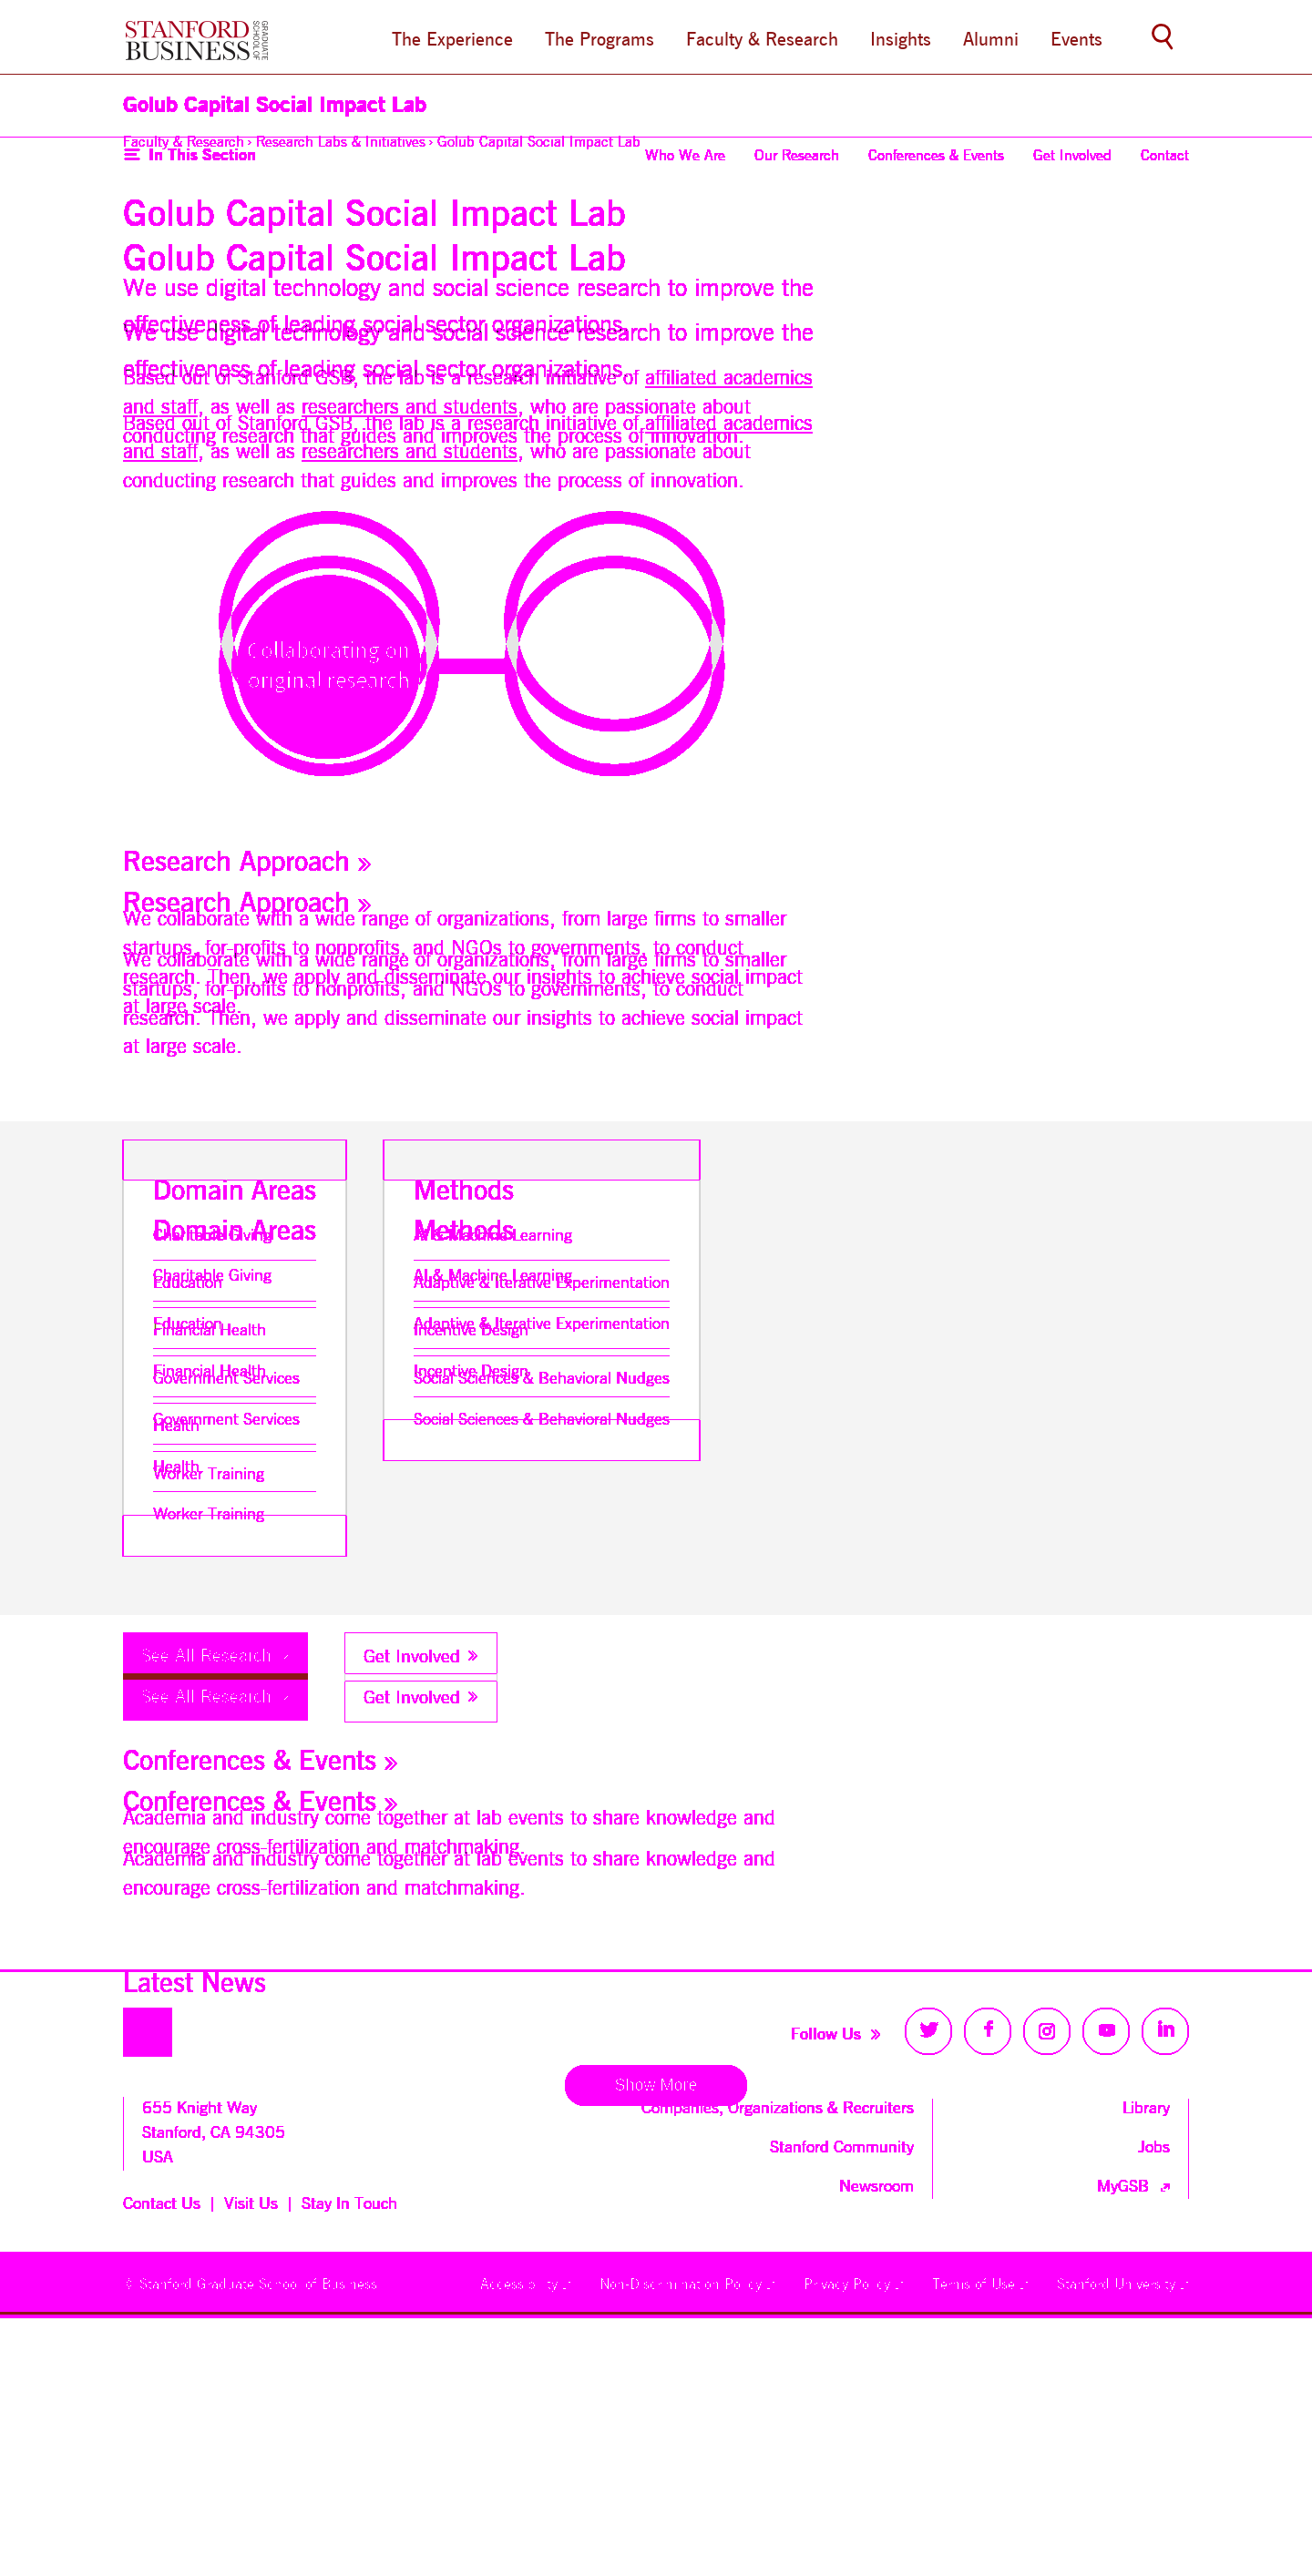 STANFORD
BUSINESS
GRADUATE
SCHOOL OF
The Experience
The Programs
Faculty & Research
Insights
Alumni
Events
Golub Capital Social Impact Lab
Faculty & Research › Research Labs & Initiatives › Golub Capital Social Impact Lab
In This Section
Who We Are
Our Research
Conferences & Events
Get Involved
Contact
Golub Capital Social Impact Lab
Golub Capital Social Impact Lab
We use digital technology and social science research to improve the
effectiveness of leading social sector organizations.
We use digital technology and social science research to improve the
effectiveness of leading social sector organizations.
Based out of Stanford GSB, the lab is a research initiative of affiliated academics
and staff, as well as researchers and students, who are passionate about
Based out of Stanford GSB, the lab is a research initiative of affiliated academics
conducting research that guides and improves the process of innovation.
and staff, as well as researchers and students, who are passionate about
conducting research that guides and improves the process of innovation.
Collaborating on
original research
Research Approach »
Research Approach »
We collaborate with a wide range of organizations, from large firms to smaller
startups, for-profits to nonprofits, and NGOs to governments, to conduct
We collaborate with a wide range of organizations, from large firms to smaller
research. Then, we apply and disseminate our insights to achieve social impact
startups, for-profits to nonprofits, and NGOs to governments, to conduct
at large scale.
research. Then, we apply and disseminate our insights to achieve social impact
at large scale.
Domain Areas
Domain Areas
Charitable Giving
Charitable Giving
Education
Education
Financial Health
Financial Health
Government Services
Government Services
Health
Health
Worker Training
Worker Training
Methods
Methods
AI & Machine Learning
AI & Machine Learning
Adaptive & Iterative Experimentation
Adaptive & Iterative Experimentation
Incentive Design
Incentive Design
Social Sciences & Behavioral Nudges
Social Sciences & Behavioral Nudges
See All Research
Get Involved »
See All Research
Get Involved »
Conferences & Events »
Conferences & Events »
Academia and industry come together at lab events to share knowledge and
encourage cross-fertilization and matchmaking.
Academia and industry come together at lab events to share knowledge and
encourage cross-fertilization and matchmaking.
Latest News
Follow Us »
Show More
655 Knight Way
Stanford, CA 94305
USA
Contact Us | Visit Us | Stay In Touch
Companies, Organizations & Recruiters
Stanford Community
Newsroom
Library
Jobs
MyGSB
© Stanford Graduate School of Business
Accessibility
Non-Discrimination Policy
Privacy Policy
Terms of Use
Stanford University